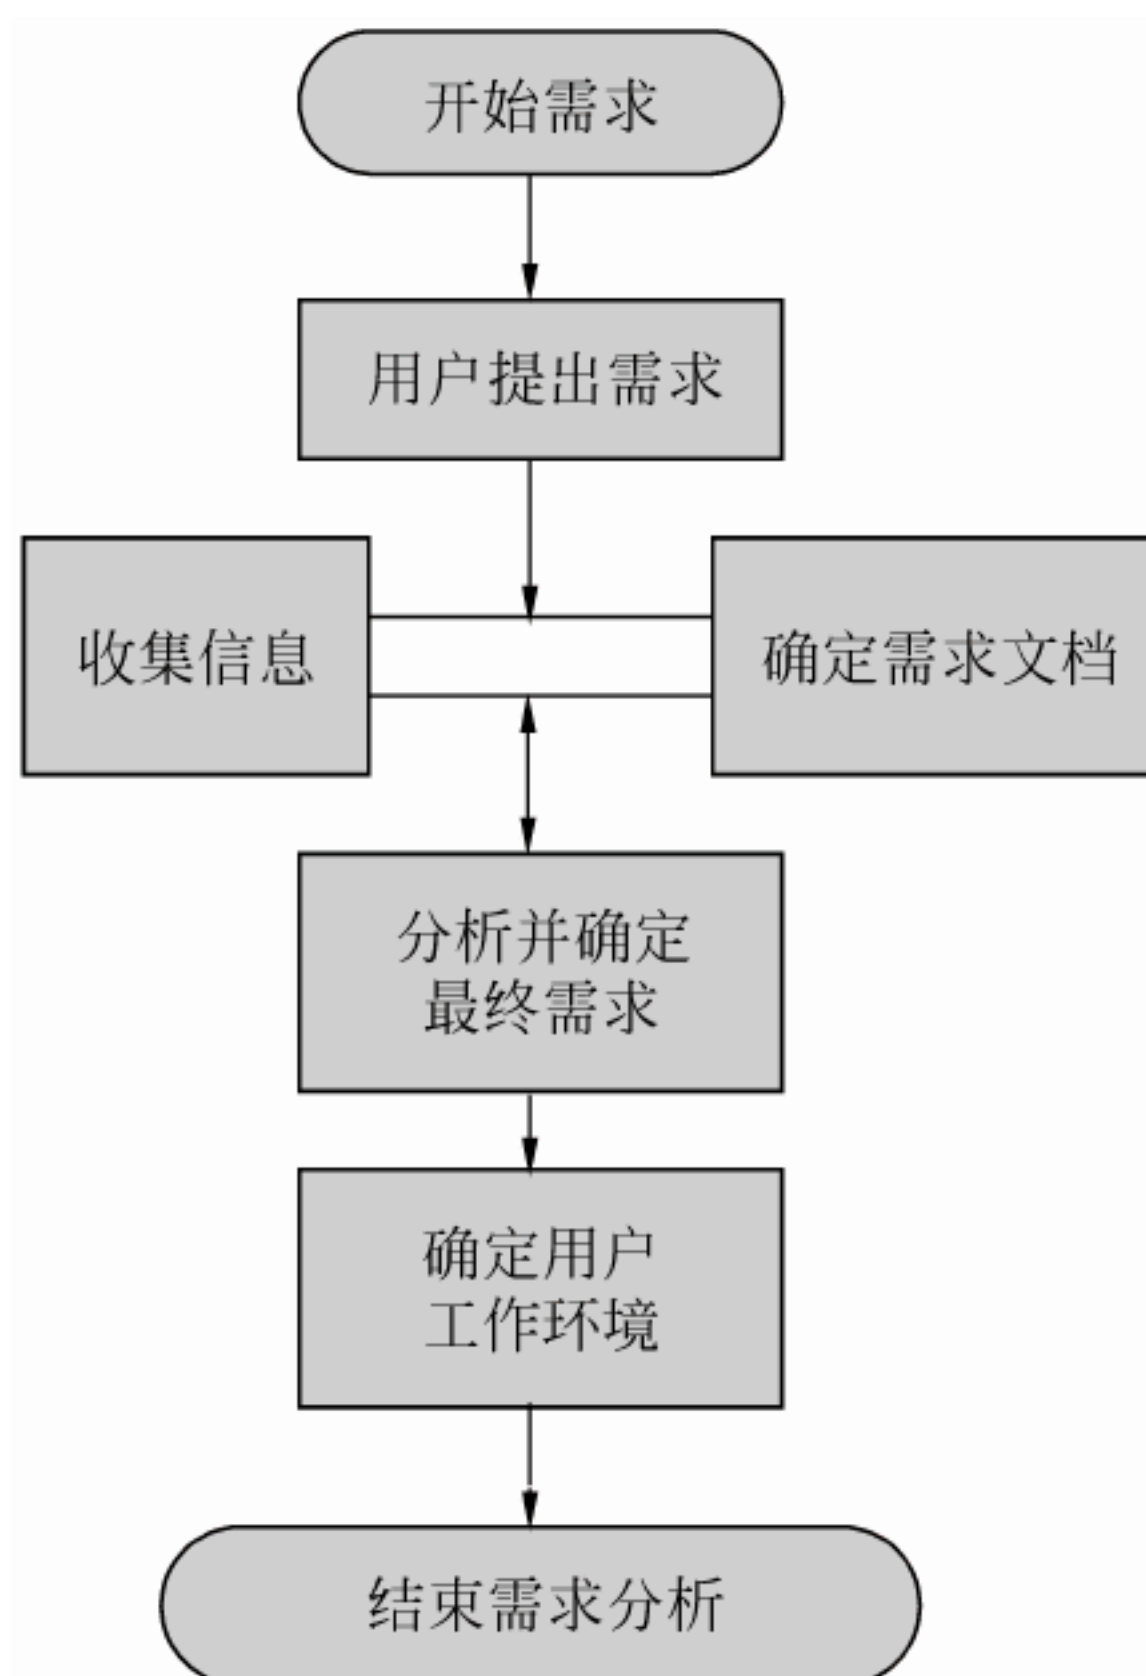 开始需求
用户提出需求
收集信息
确定需求文档
分析并确定
最终需求
确定用户
工作环境
结束需求分析